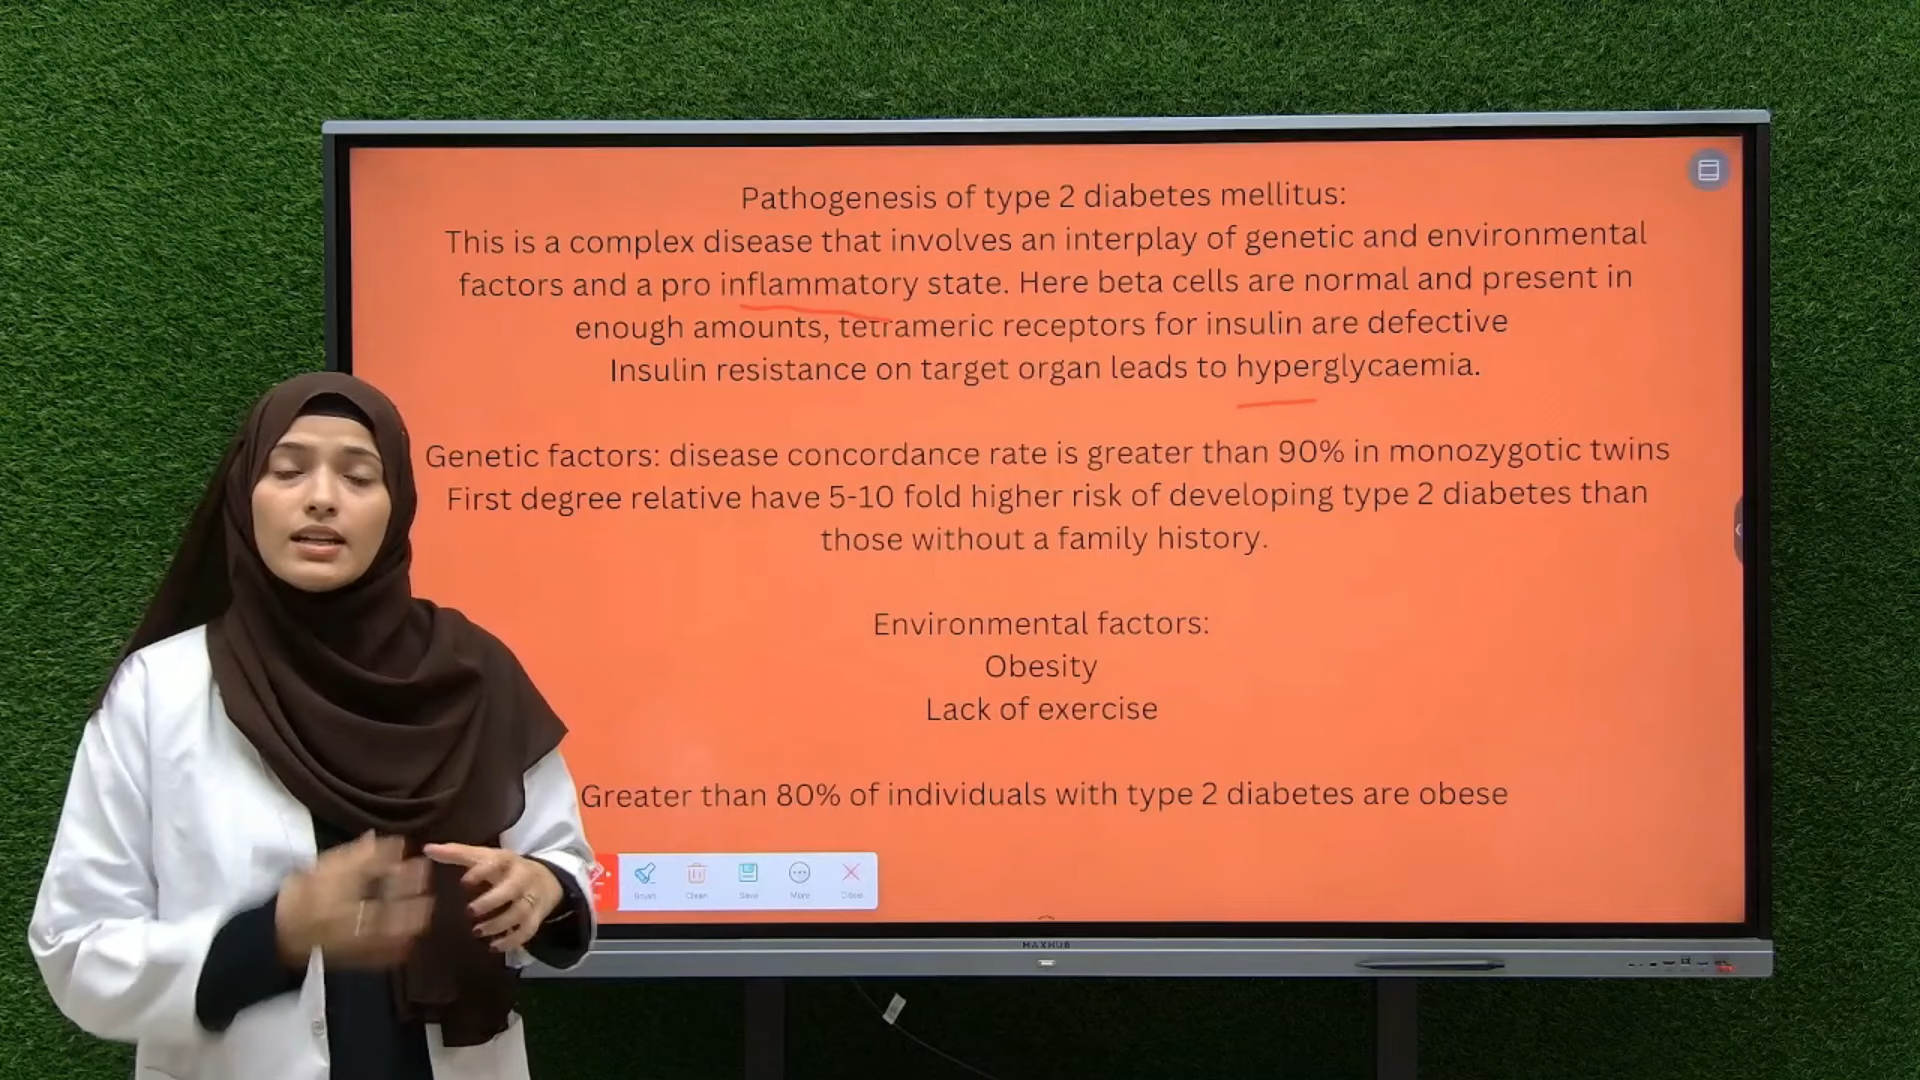 Pathogenesis of type 2 diabetes mellitus:
This is a complex disease that involves an interplay of genetic and environmental
factors and a pro inflammatory state. Here beta cells are normal and present in
enough amounts, tetrameric receptors for insulin are defective
Insulin resistance on target organ leads to hyperglycaemia.
Genetic factors: disease concordance rate is greater than 90% in monozygotic twins
First degree relative have 5-10 fold higher risk of developing type 2 diabetes than
those without a family history.
Environmental factors:
Obesity
Lack of exercise
Greater than 80% of individuals with type 2 diabetes are obese
Brush Clean Save More Close
MAXHUB